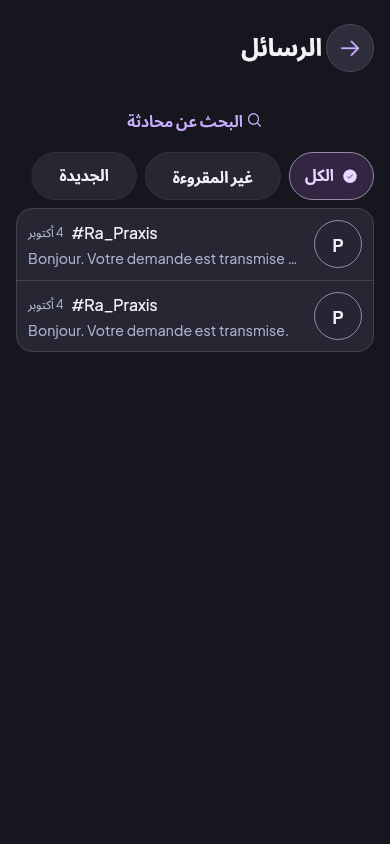 الرسائل
البحث عن محادثة
الكل
غير المقروءة
الجديدة
P
#Ra_Praxis
4 أكتوبر
Bonjour. Votre demande est transmise ...
P
#Ra_Praxis
4 أكتوبر
Bonjour. Votre demande est transmise.